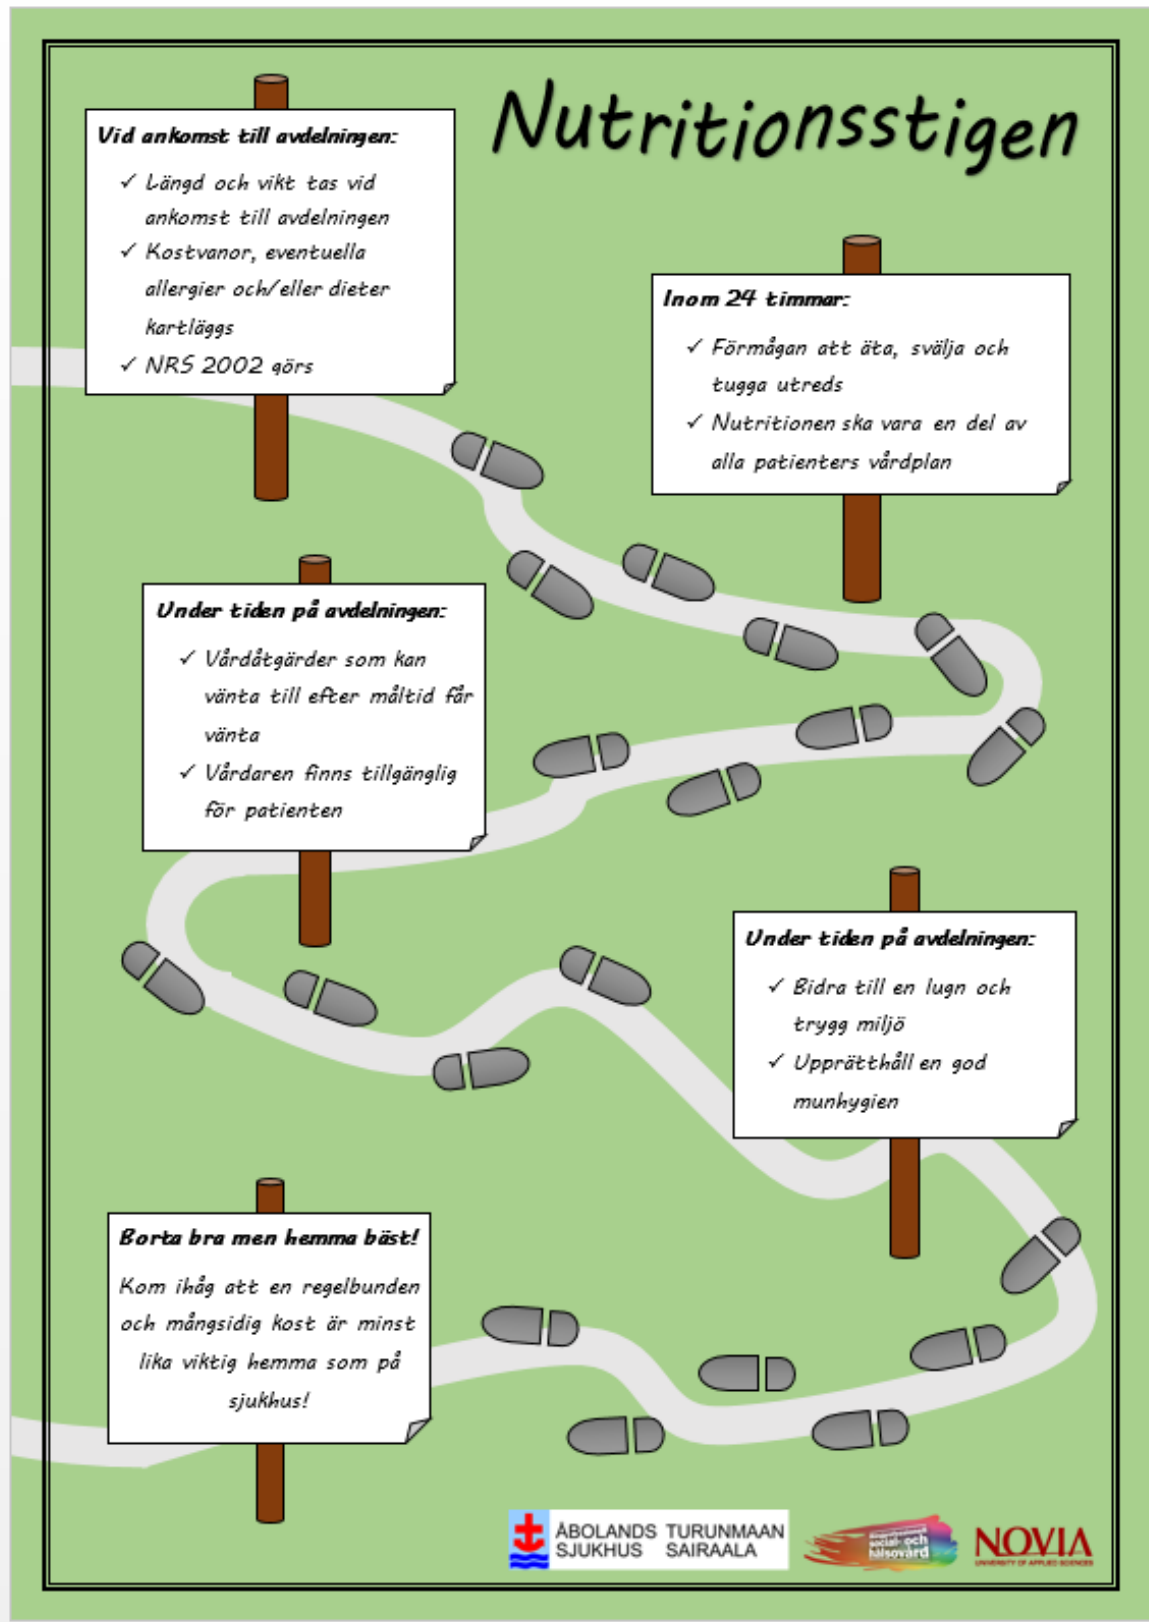 Nutritionsstigen
Vid ankomst till avdelningen:
✓ Längd och vikt tas vid
ankomst till avdelningen
✓ Kostvanor, eventuella
allergier och/eller dieter
kartläggs
✓ NRS 2002 görs
Inom 24 timmar:
✓ Förmågan att äta, svälja och
tugga utreds
✓ Nutritionen ska vara en del av
alla patienters vårdplan
Under tiden på avdelningen:
✓ Vårdåtgärder som kan
vänta till efter måltid får
vänta
✓ Vårdaren finns tillgänglig
för patienten
Under tiden på avdelningen:
✓ Bidra till en lugn och
trygg miljö
✓ Upprätthåll en god
munhygien
Borta bra men hemma bäst!
Kom ihåg att en regelbunden
och mångsidig kost är minst
lika viktig hemma som på
sjukhus!
ÅBOLANDS TURUNMAAN
SJUKHUS SAIRAALA
social- och
hälsovård
NOVIA
UNIVERSITY OF APPLIED SCIENCES